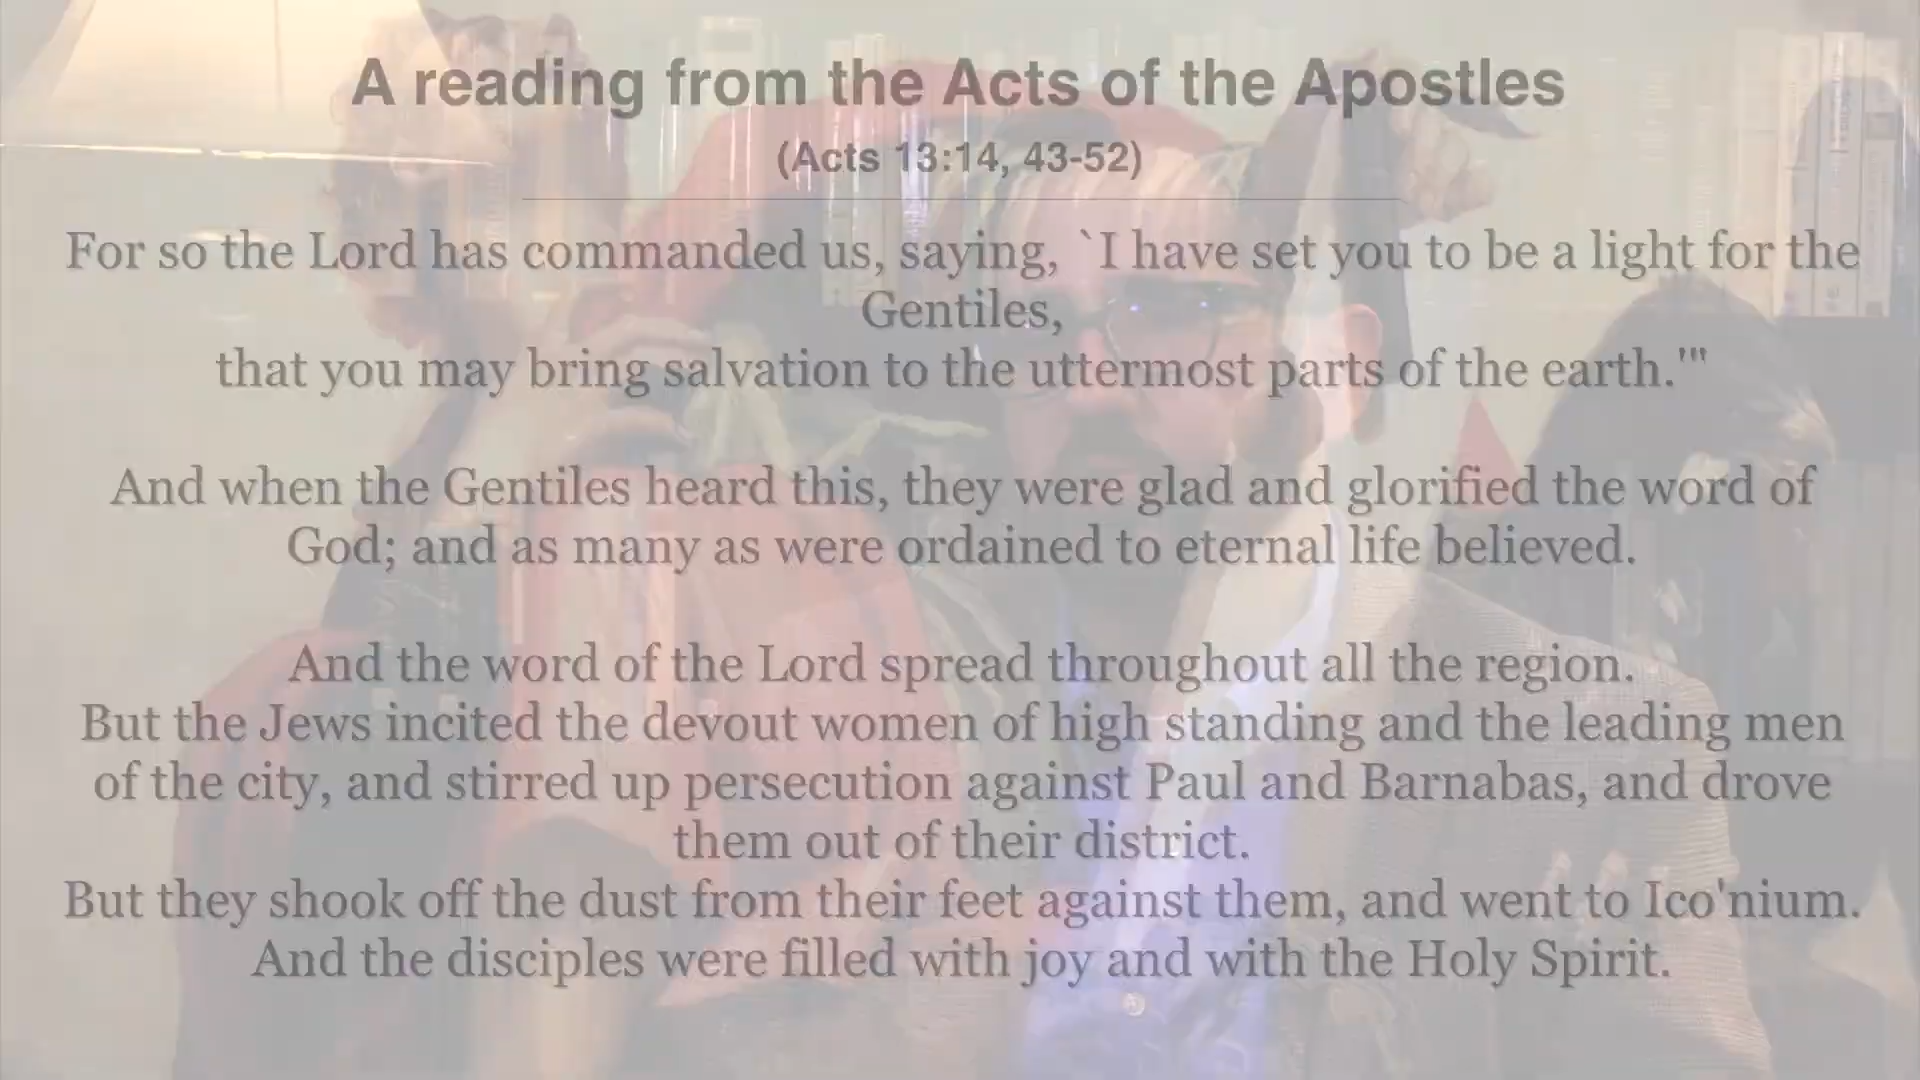 A reading from the Acts of the Apostles
(Acts 13:14, 43-52)
For so the Lord has commanded us, saying, `I have set you to be a light for the
Gentiles,
that you may bring salvation to the uttermost parts of the earth.'"
And when the Gentiles heard this, they were glad and glorified the word of
God; and as many as were ordained to eternal life believed.
And the word of the Lord spread throughout all the region.
But the Jews incited the devout women of high standing and the leading men
of the city, and stirred up persecution against Paul and Barnabas, and drove
them out of their district.
But they shook off the dust from their feet against them, and went to Ico'nium.
And the disciples were filled with joy and with the Holy Spirit.